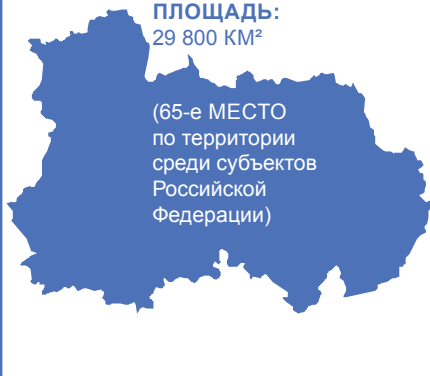 ПЛОЩАДЬ:
29 800 КМ²
(65-е МЕСТО
по территории
среди субъектов
Российской
Федерации)